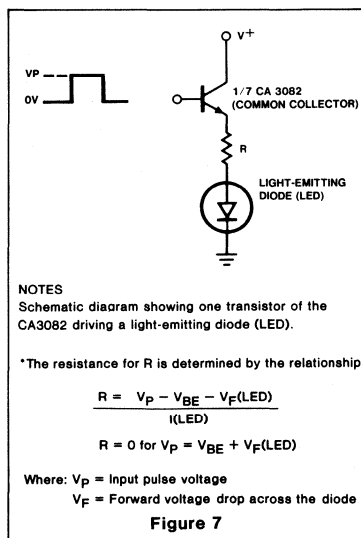 V+
VP
0V
1/7 CA 3082
(COMMON COLLECTOR)
R
LIGHT-EMITTING
DIODE (LED)
NOTES
Schematic diagram showing one transistor of the
CA3082 driving a light-emitting diode (LED).
*The resistance for R is determined by the relationship
R = VP − VBE − VF(LED)
I(LED)
R = 0 for VP = VBE + VF(LED)
Where: VP = Input pulse voltage
VF = Forward voltage drop across the diode
Figure 7